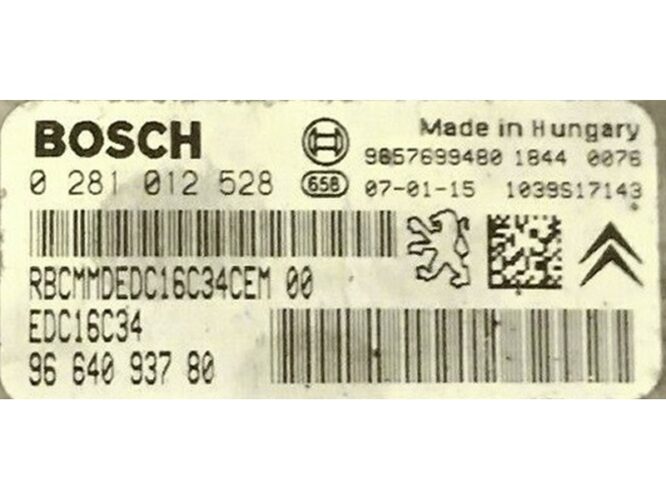 BOSCH
Made in Hungary
9657699480 1844 0076
0 281 012 528
658
07-01-15 1039S17143
RBCMMDEDC16C34CEM 00
EDC16C34
96 640 937 80